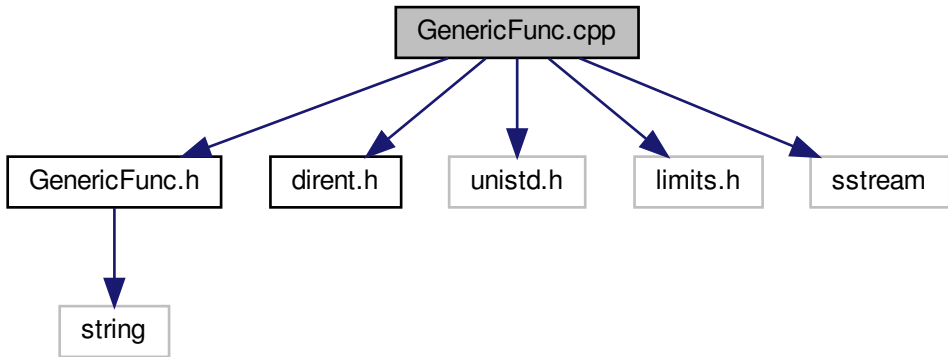 GenericFunc.cpp
GenericFunc.h
dirent.h
unistd.h
limits.h
sstream
string